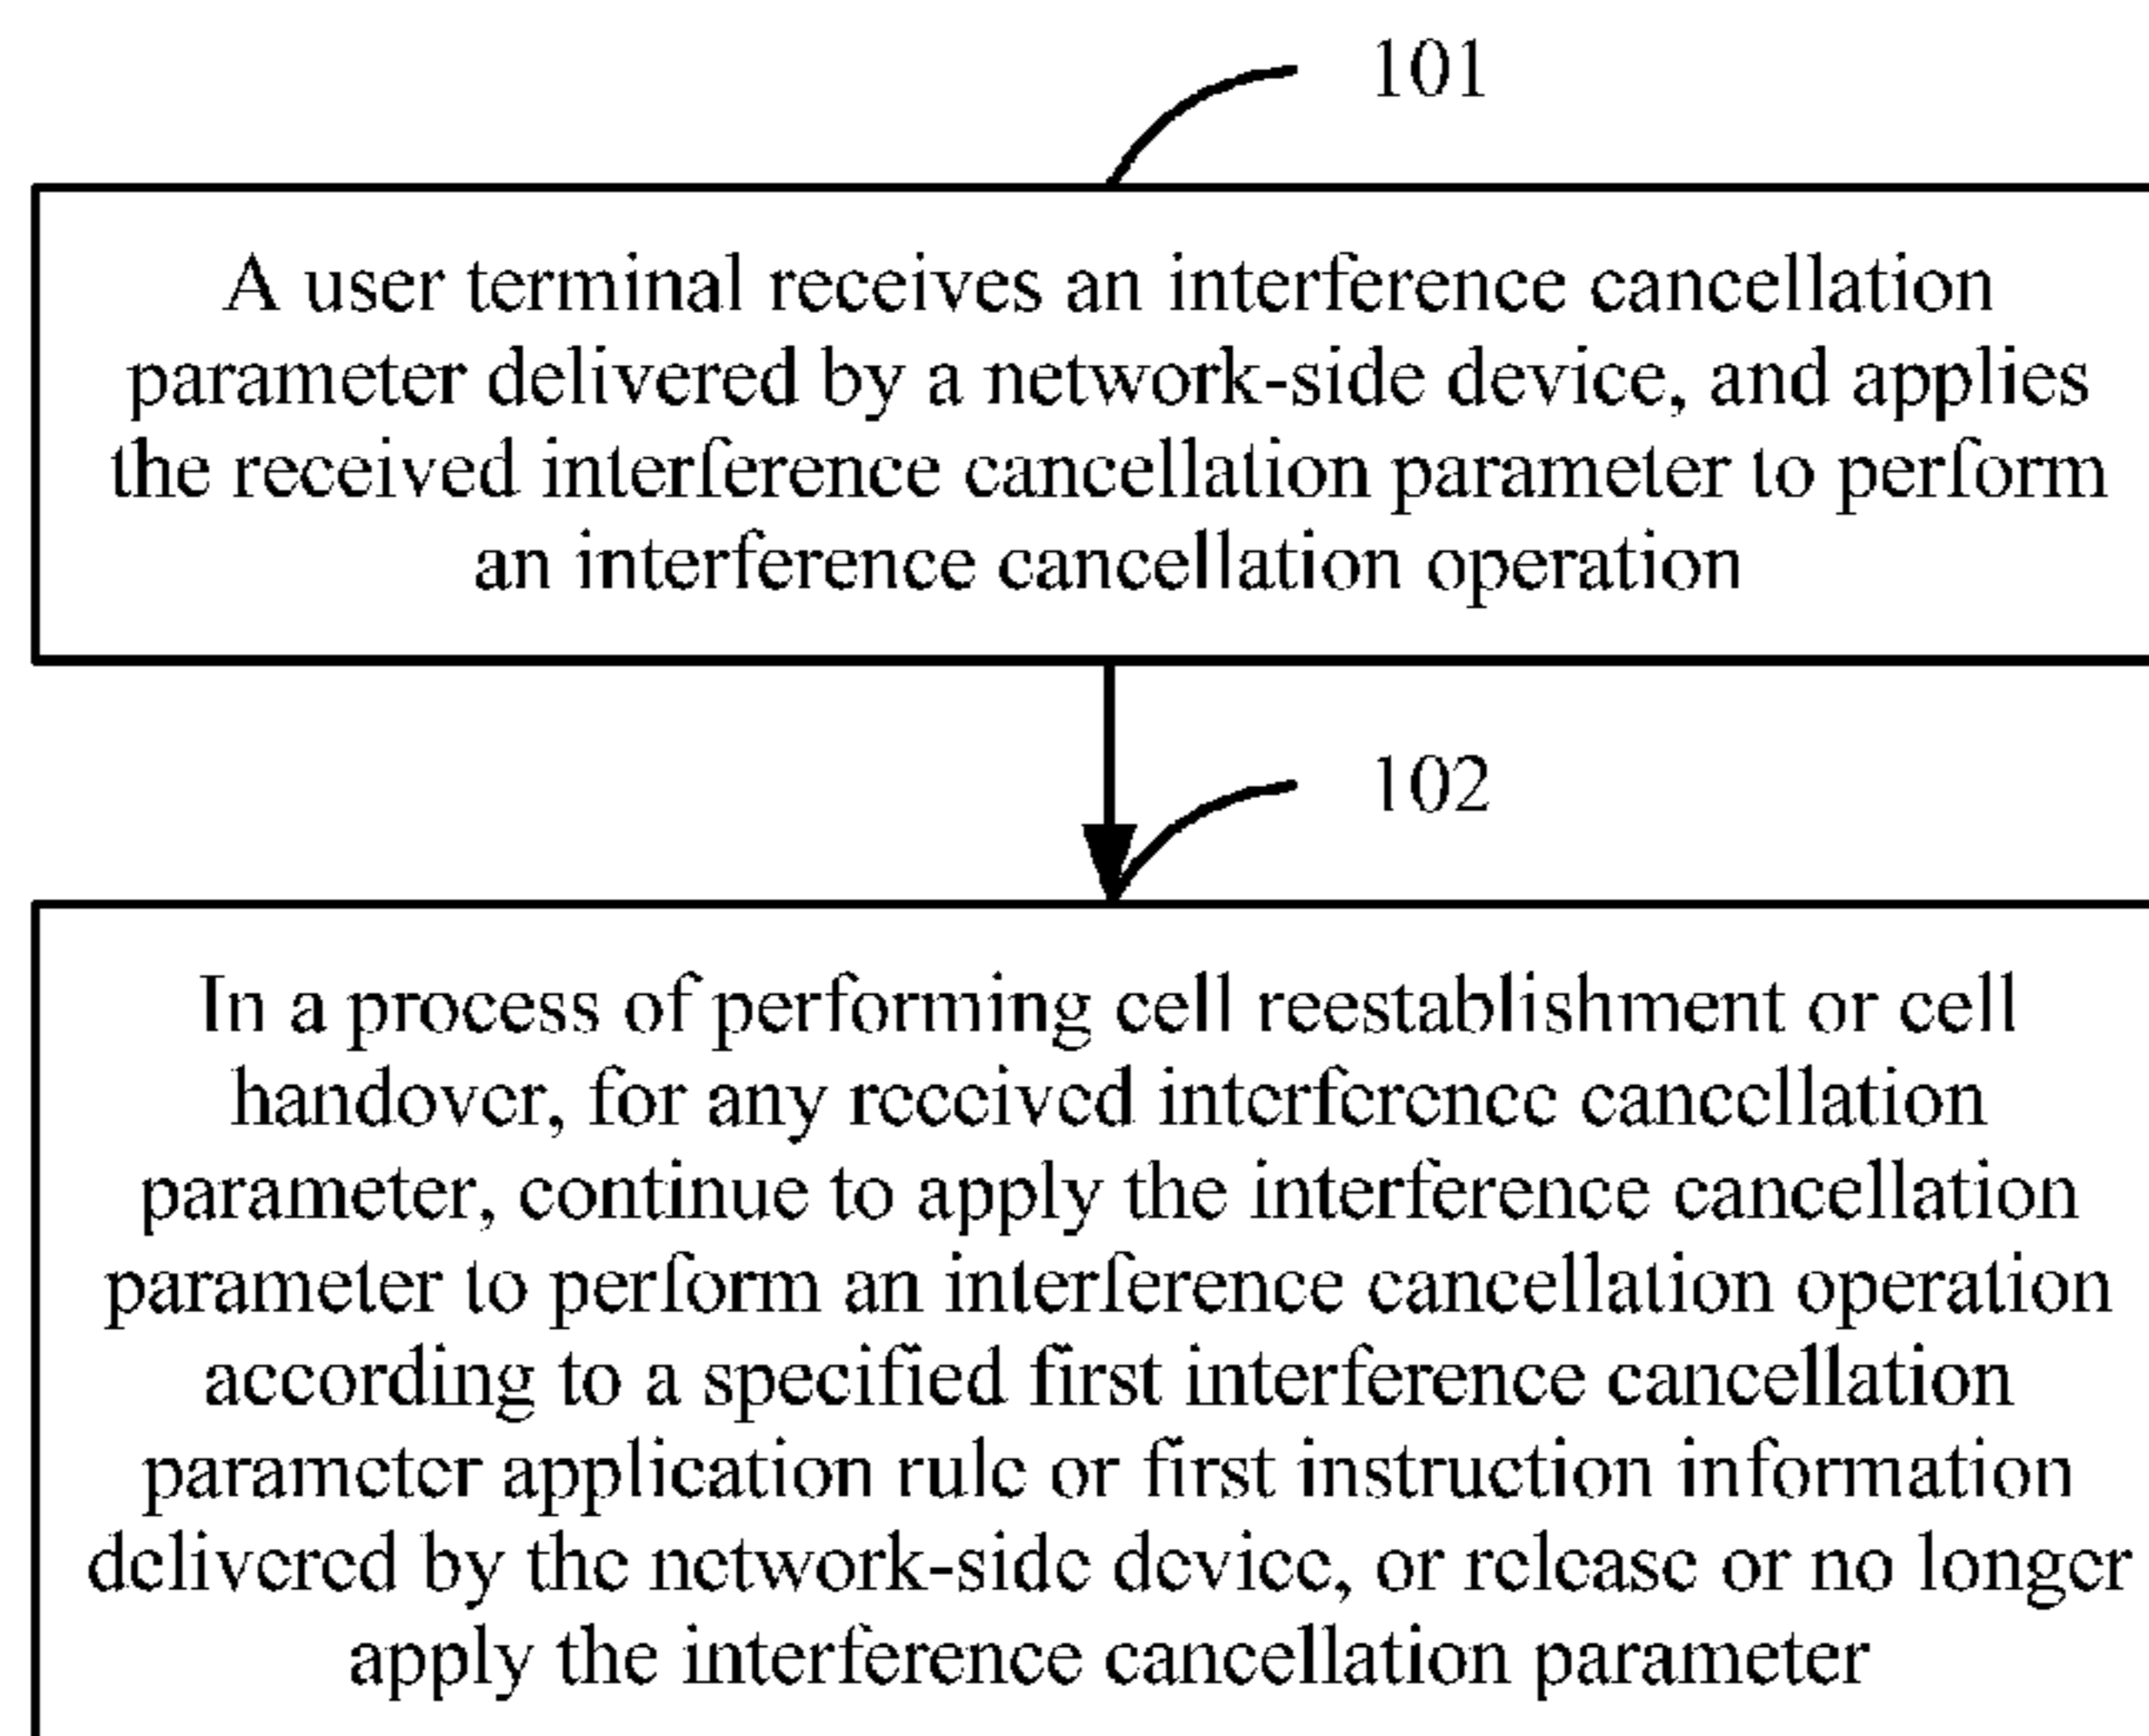 101
A user terminal receives an interference cancellation
parameter delivered by a network-side device, and applies
the received interference cancellation parameter to perform
an interference cancellation operation
102
In a process of performing cell reestablishment or cell
handover, for any received interference cancellation
parameter, continue to apply the interference cancellation
parameter to perform an interference cancellation operation
according to a specified first interference cancellation
parameter application rule or first instruction information
delivered by the network-side device, or release or no longer
apply the interference cancellation parameter